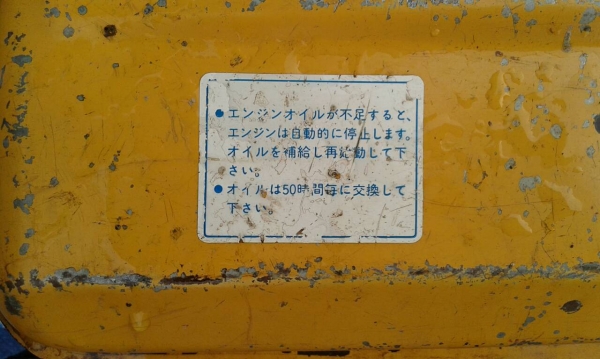 ●エンジンオイルが不足すると、
エンジンは自動的に停止します。
オイルを補給し再起動して下
さい。
●オイルは50時間毎に交換して
下さい。